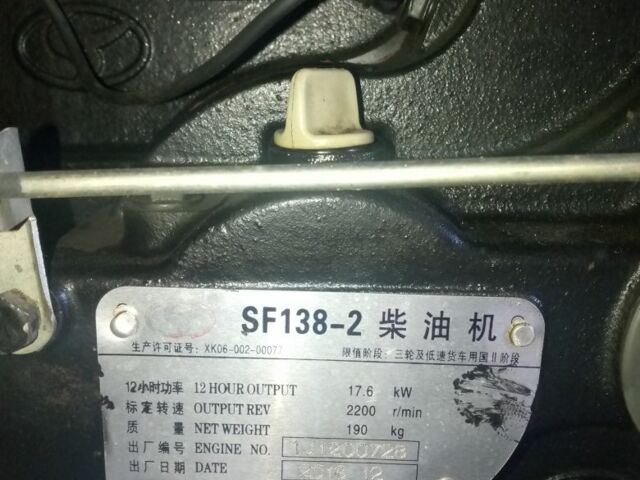 SF138-2 柴油机
生产许可证号: XK06-002-00077 限值阶段: 三轮及低速货车用国II阶段
12小时功率 12 HOUR OUTPUT 17.6 kW
标定转速 OUTPUT REV 2200 r/min
质量 NET WEIGHT 190 kg
出厂编号 ENGINE NO.
出厂日期 DATE 12